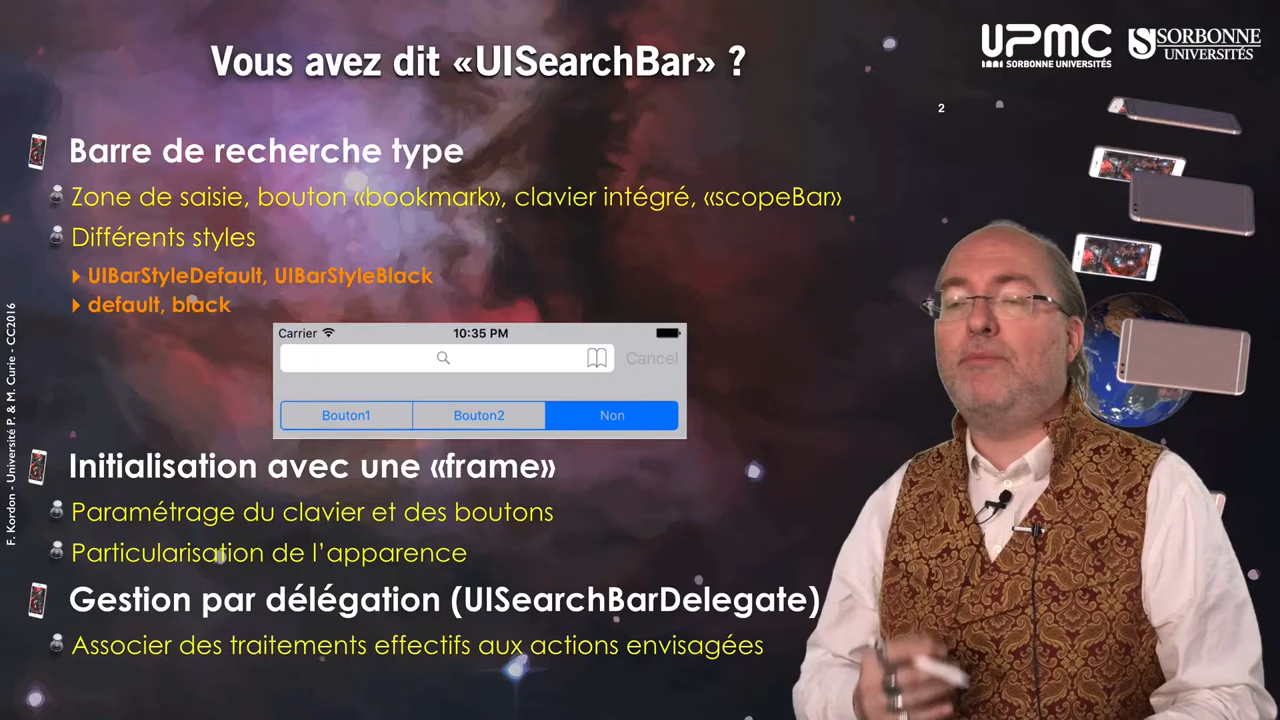 Vous avez dit «UISearchBar» ?
UPMC
SORBONNE UNIVERSITÉS
SORBONNE
UNIVERSITÉS
2
Barre de recherche type
Zone de saisie, bouton «bookmark», clavier intégré, «scopeBar»
Différents styles
UIBarStyleDefault, UIBarStyleBlack
default, black
Carrier 10:35 PM
Cancel
Bouton1 Bouton2 Non
Initialisation avec une «frame»
Paramétrage du clavier et des boutons
Particularisation de l'apparence
Gestion par délégation (UISearchBarDelegate)
Associer des traitements effectifs aux actions envisagées
F. Kordon - Université P. & M. Curie - CC2016